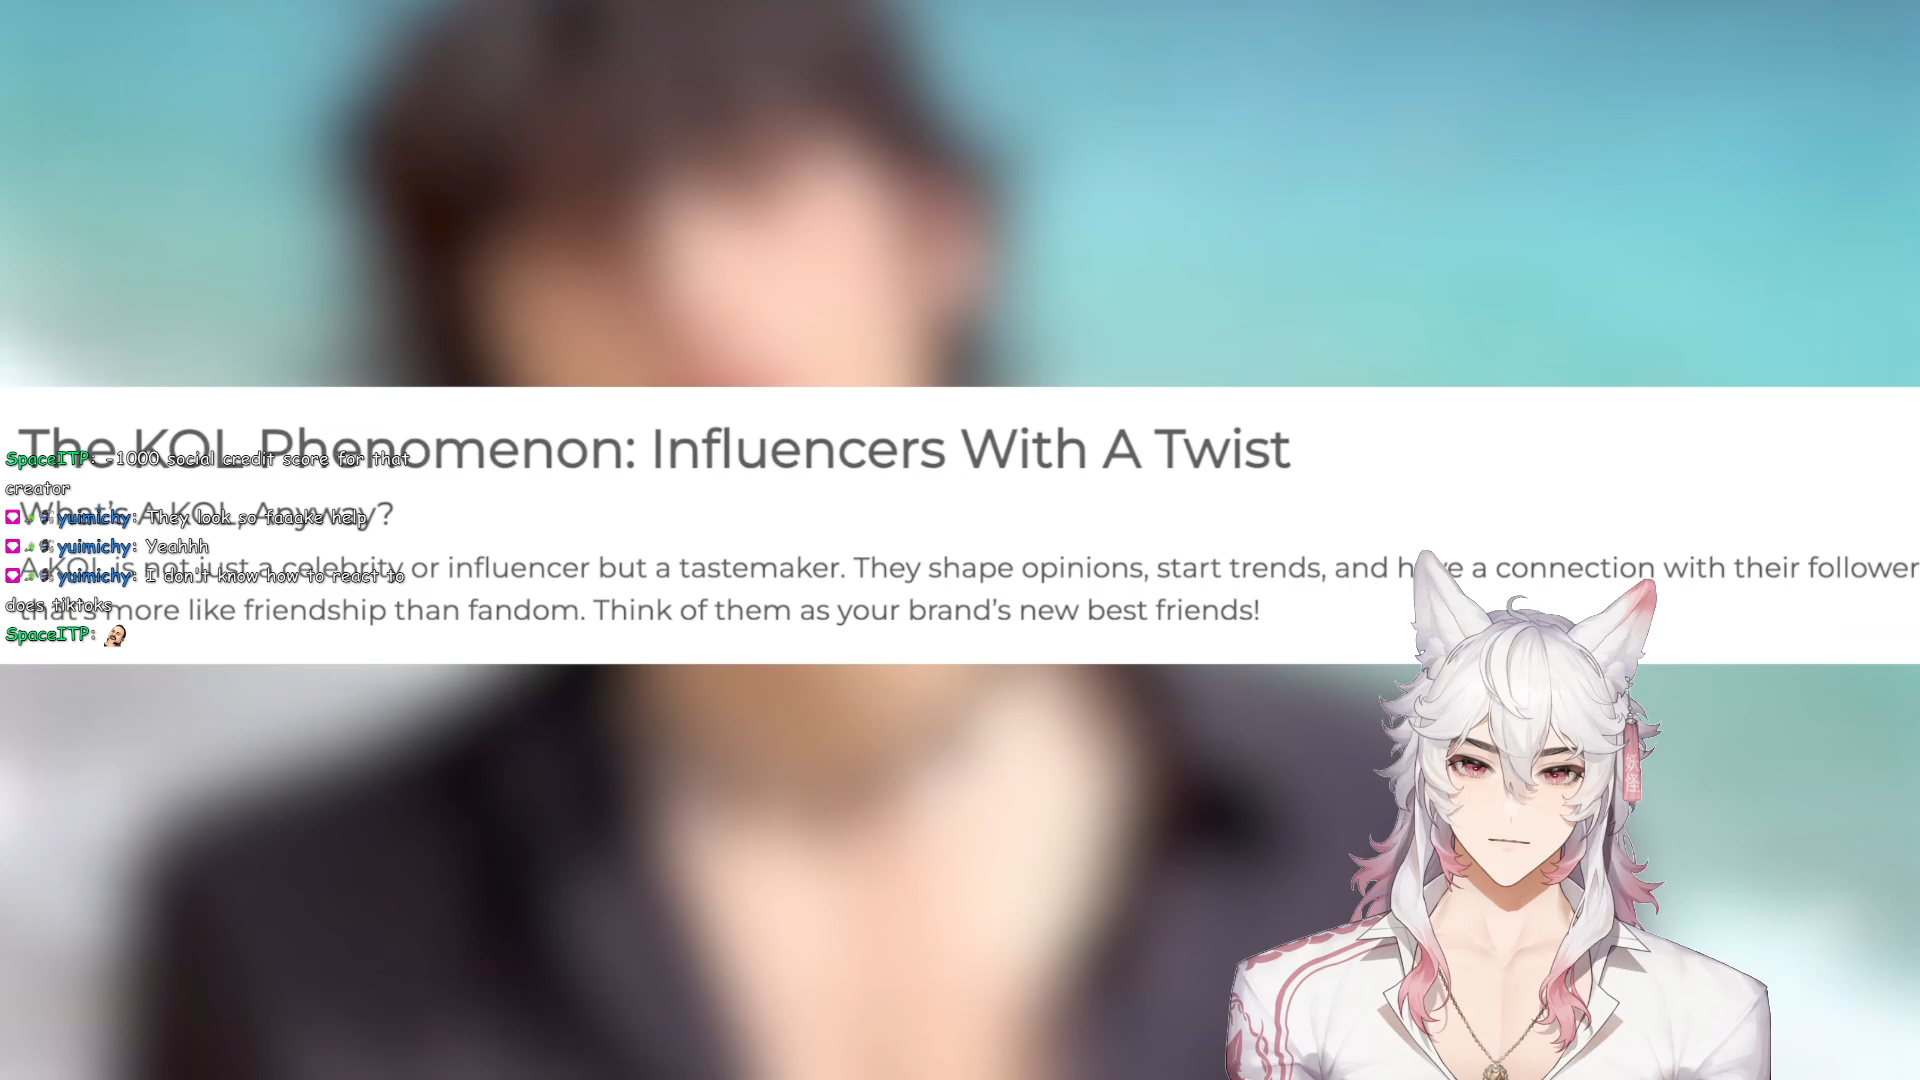 The KOL Phenomenon: Influencers With A Twist
SpaceITP: -1000 social credit score for that
creator
What's A KOL, Anyway?
yuimichy: They look so faaake help
yuimichy: Yeahhh
A KOL is not just a celebrity or influencer but a tastemaker. They shape opinions, start trends, and have a connection with their follower
yuimichy: I don't know how to react to
does tiktoks
that's more like friendship than fandom. Think of them as your brand's new best friends!
SpaceITP:
妖怪